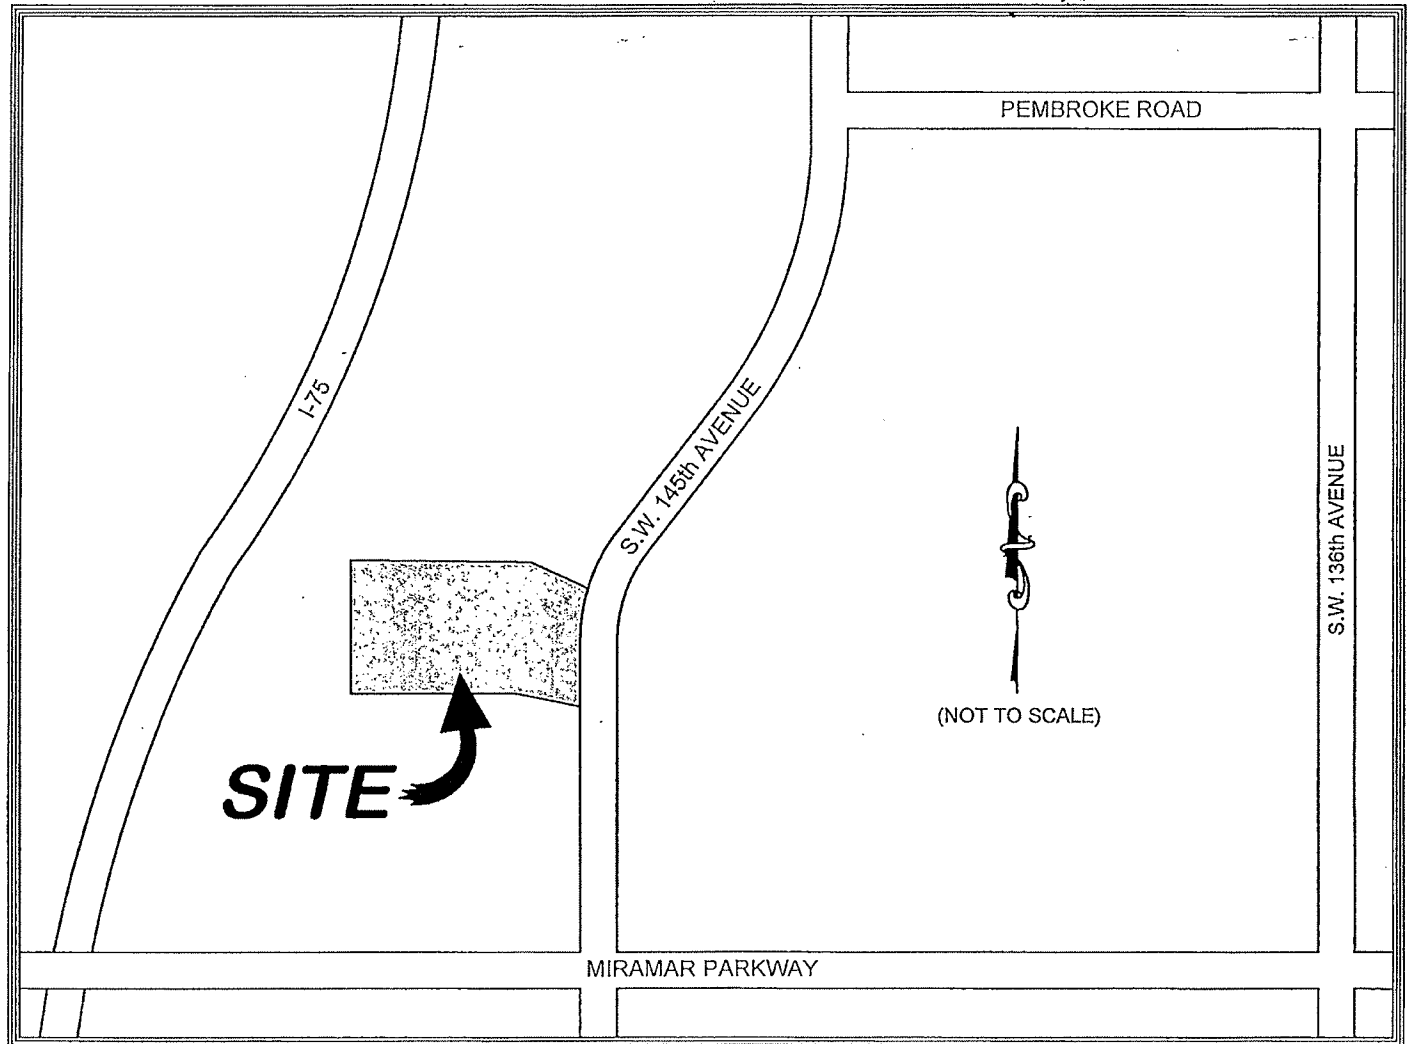 PEMBROKE ROAD
I-75
S.W. 145th AVENUE
S.W. 136th AVENUE
(NOT TO SCALE)
SITE
MIRAMAR PARKWAY